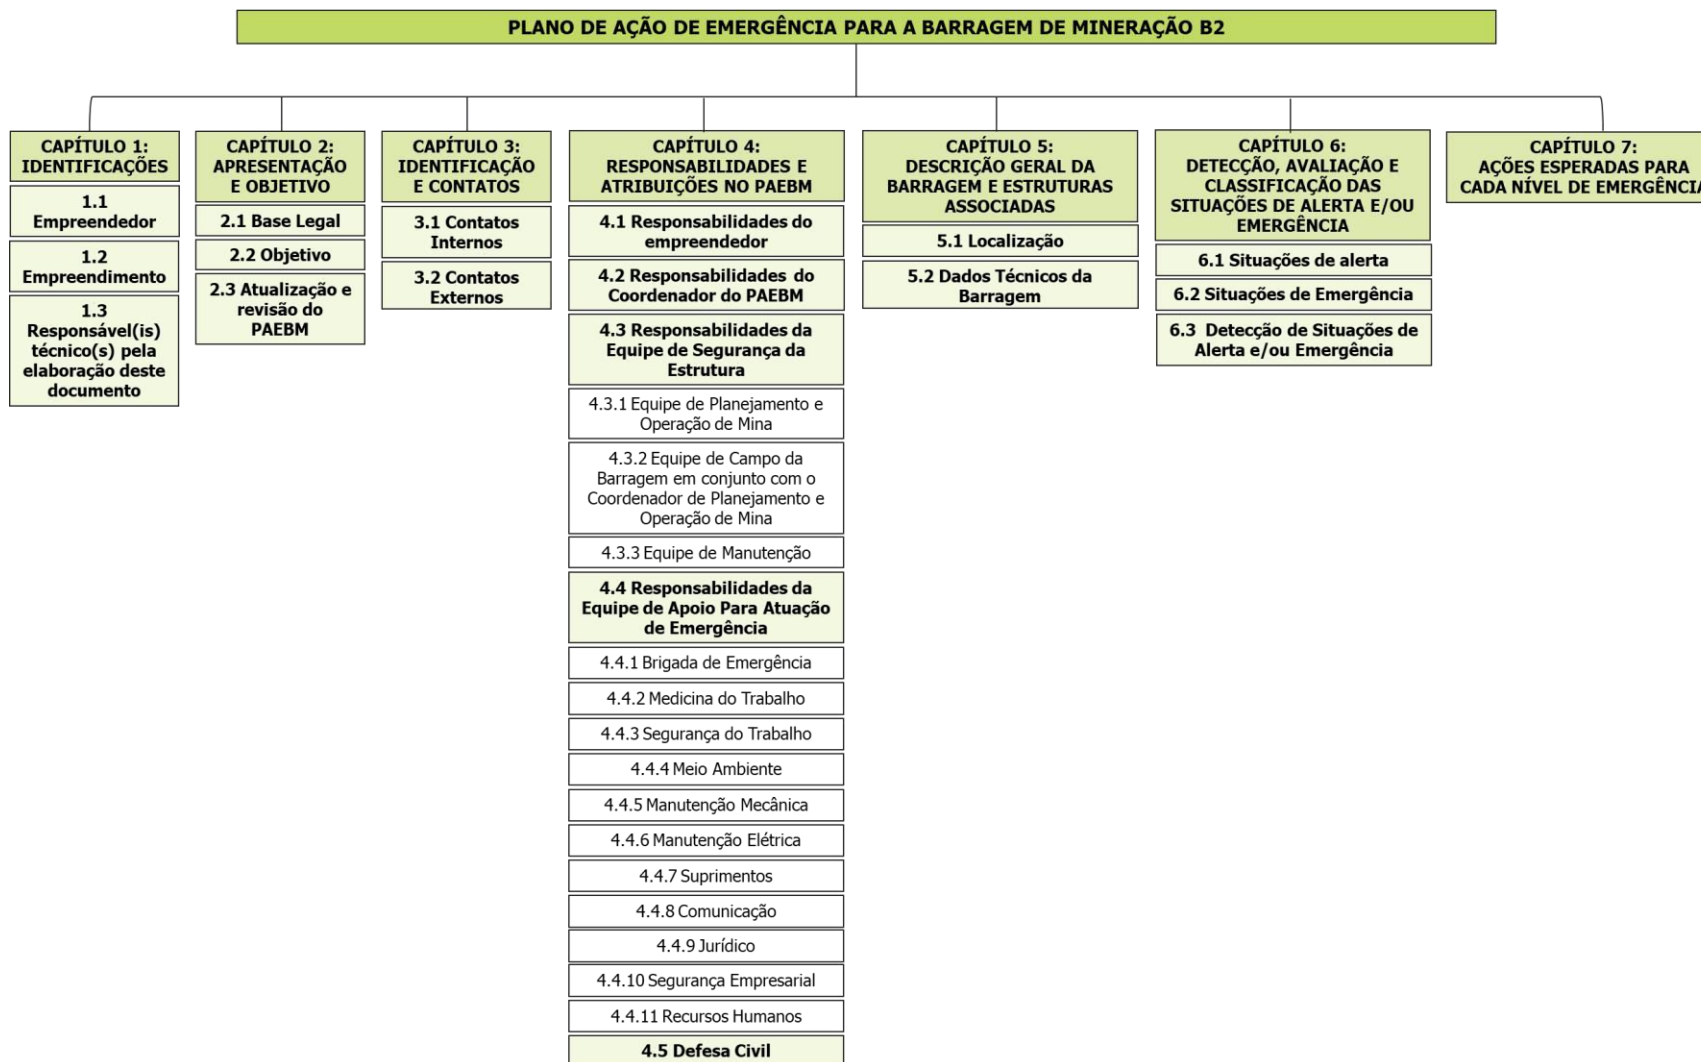 PLANO DE AÇÃO DE EMERGÊNCIA PARA A BARRAGEM DE MINERAÇÃO B2
CAPÍTULO 1:
IDENTIFICAÇÕES
1.1
Empreendedor
1.2
Empreendimento
1.3
Responsável(is)
técnico(s) pela
elaboração deste
documento
CAPÍTULO 2:
APRESENTAÇÃO
E OBJETIVO
2.1 Base Legal
2.2 Objetivo
2.3 Atualização e
revisão do
PAEBM
CAPÍTULO 3:
IDENTIFICAÇÃO
E CONTATOS
3.1 Contatos
Internos
3.2 Contatos
Externos
CAPÍTULO 4:
RESPONSABILIDADES E
ATRIBUIÇÕES NO PAEBM
4.1 Responsabilidades do
empreendedor
4.2 Responsabilidades do
Coordenador do PAEBM
4.3 Responsabilidades da
Equipe de Segurança da
Estrutura
4.3.1 Equipe de Planejamento e
Operação de Mina
4.3.2 Equipe de Campo da
Barragem em conjunto com o
Coordenador de Planejamento e
Operação de Mina
4.3.3 Equipe de Manutenção
4.4 Responsabilidades da
Equipe de Apoio Para Atuação
de Emergência
4.4.1 Brigada de Emergência
4.4.2 Medicina do Trabalho
4.4.3 Segurança do Trabalho
4.4.4 Meio Ambiente
4.4.5 Manutenção Mecânica
4.4.6 Manutenção Elétrica
4.4.7 Suprimentos
4.4.8 Comunicação
4.4.9 Jurídico
4.4.10 Segurança Empresarial
4.4.11 Recursos Humanos
4.5 Defesa Civil
CAPÍTULO 5:
DESCRIÇÃO GERAL DA
BARRAGEM E ESTRUTURAS
ASSOCIADAS
5.1 Localização
5.2 Dados Técnicos da
Barragem
CAPÍTULO 6:
DETECÇÃO, AVALIAÇÃO E
CLASSIFICAÇÃO DAS
SITUAÇÕES DE ALERTA E/OU
EMERGÊNCIA
6.1 Situações de alerta
6.2 Situações de Emergência
6.3 Detecção de Situações de
Alerta e/ou Emergência
CAPÍTULO 7:
AÇÕES ESPERADAS PARA
CADA NÍVEL DE EMERGÊNCIA